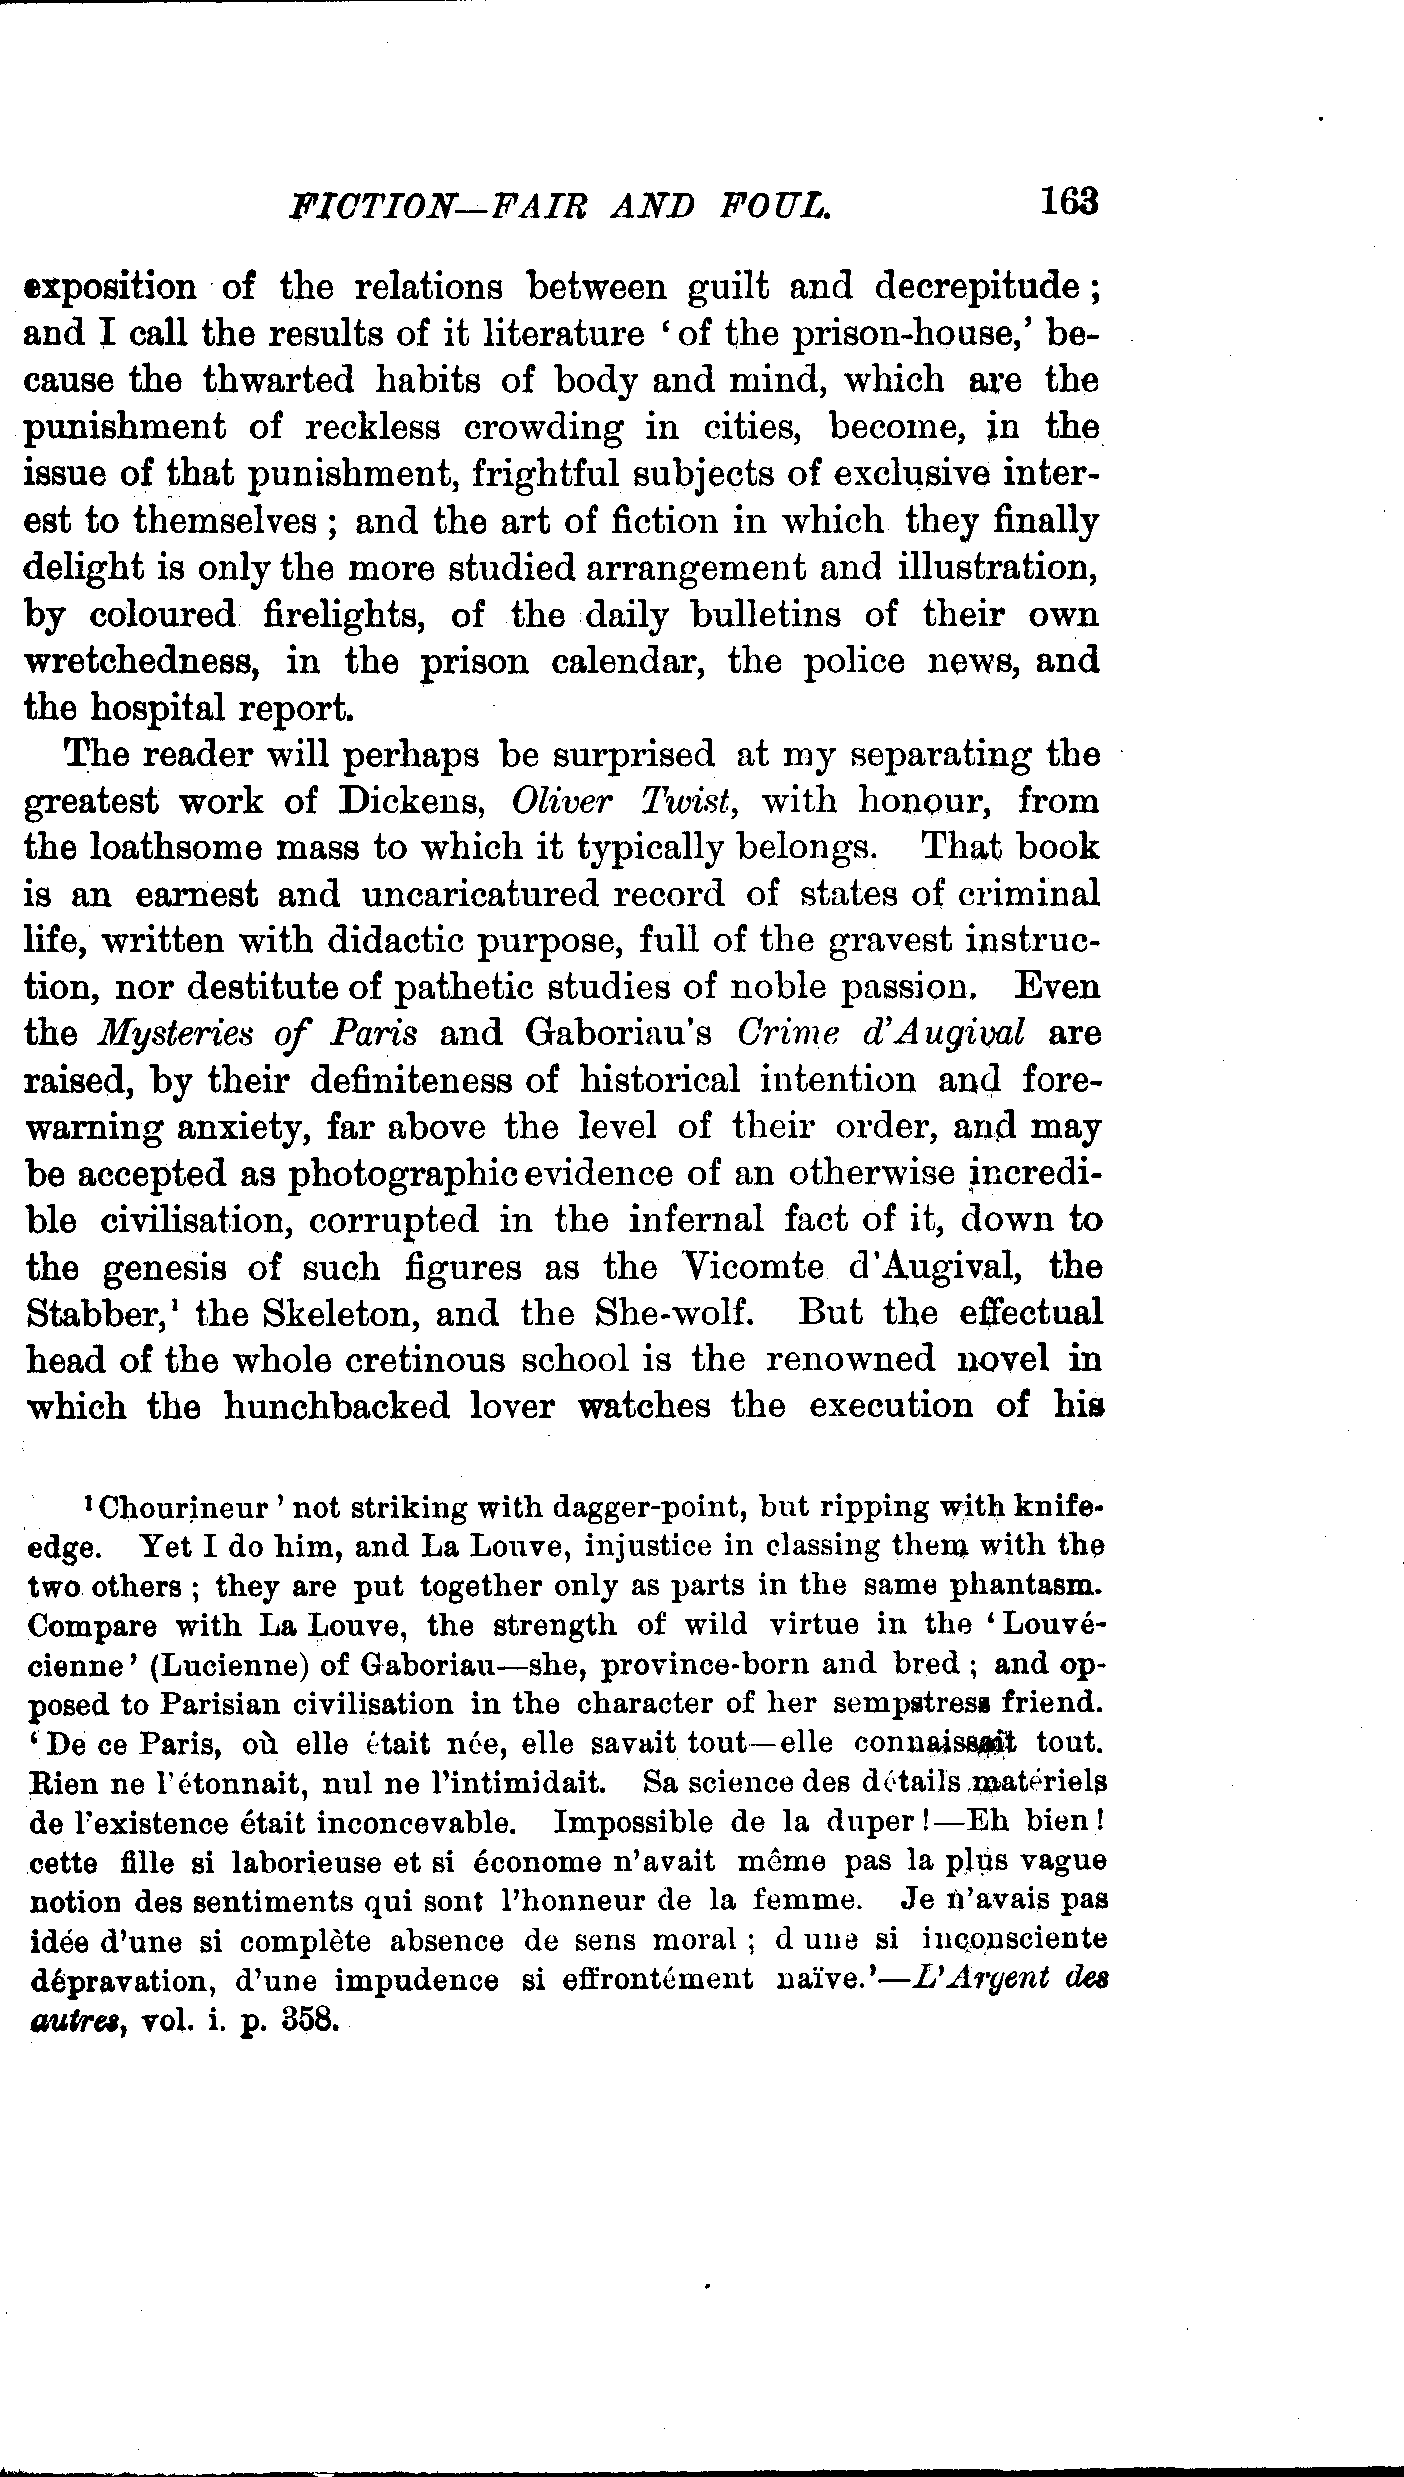 FICTION—FAIR AND FOUL. 163
exposition of the relations between guilt and decrepitude ;
and I call the results of it literature ‘ of the prison-house,’ be-
cause the thwarted habits of body and mind, which are the
punishment of reckless crowding in cities, become, in the
issue of that punishment, frightful subjects of exclusive inter-
est to themselves ; and the art of fiction in which they finally
delight is only the more studied arrangement and illustration,
by coloured firelights, of the daily bulletins of their own
wretchedness, in the prison calendar, the police news, and
the hospital report.
The reader will perhaps be surprised at my separating the
greatest work of Dickens, Oliver Twist, with honour, from
the loathsome mass to which it typically belongs. That book
is an earnest and uncaricatured record of states of criminal
life, written with didactic purpose, full of the gravest instruc-
tion, nor destitute of pathetic studies of noble passion. Even
the Mysteries of Paris and Gaboriau's Crime d'Augival are
raised, by their definiteness of historical intention and fore-
warning anxiety, far above the level of their order, and may
be accepted as photographic evidence of an otherwise incredi-
ble civilisation, corrupted in the infernal fact of it, down to
the genesis of such figures as the Vicomte d'Augival, the
Stabber,¹ the Skeleton, and the She-wolf. But the effectual
head of the whole cretinous school is the renowned novel in
which the hunchbacked lover watches the execution of his
¹ Chourineur ’ not striking with dagger-point, but ripping with knife-
edge. Yet I do him, and La Louve, injustice in classing them with the
two others ; they are put together only as parts in the same phantasm.
Compare with La Louve, the strength of wild virtue in the ‘ Louvé-
cienne ’ (Lucienne) of Gaboriau—she, province-born and bred ; and op-
posed to Parisian civilisation in the character of her sempstress friend.
‘ De ce Paris, où elle était née, elle savait tout—elle connaissait tout.
Rien ne l'étonnait, nul ne l'intimidait. Sa science des détails matériels
de l'existence était inconcevable. Impossible de la duper !—Eh bien !
cette fille si laborieuse et si économe n'avait même pas la plus vague
notion des sentiments qui sont l'honneur de la femme. Je n'avais pas
idée d'une si complète absence de sens moral ; d une si inconsciente
dépravation, d'une impudence si effrontément naïve.’—L'Argent des
autres, vol. i. p. 358.